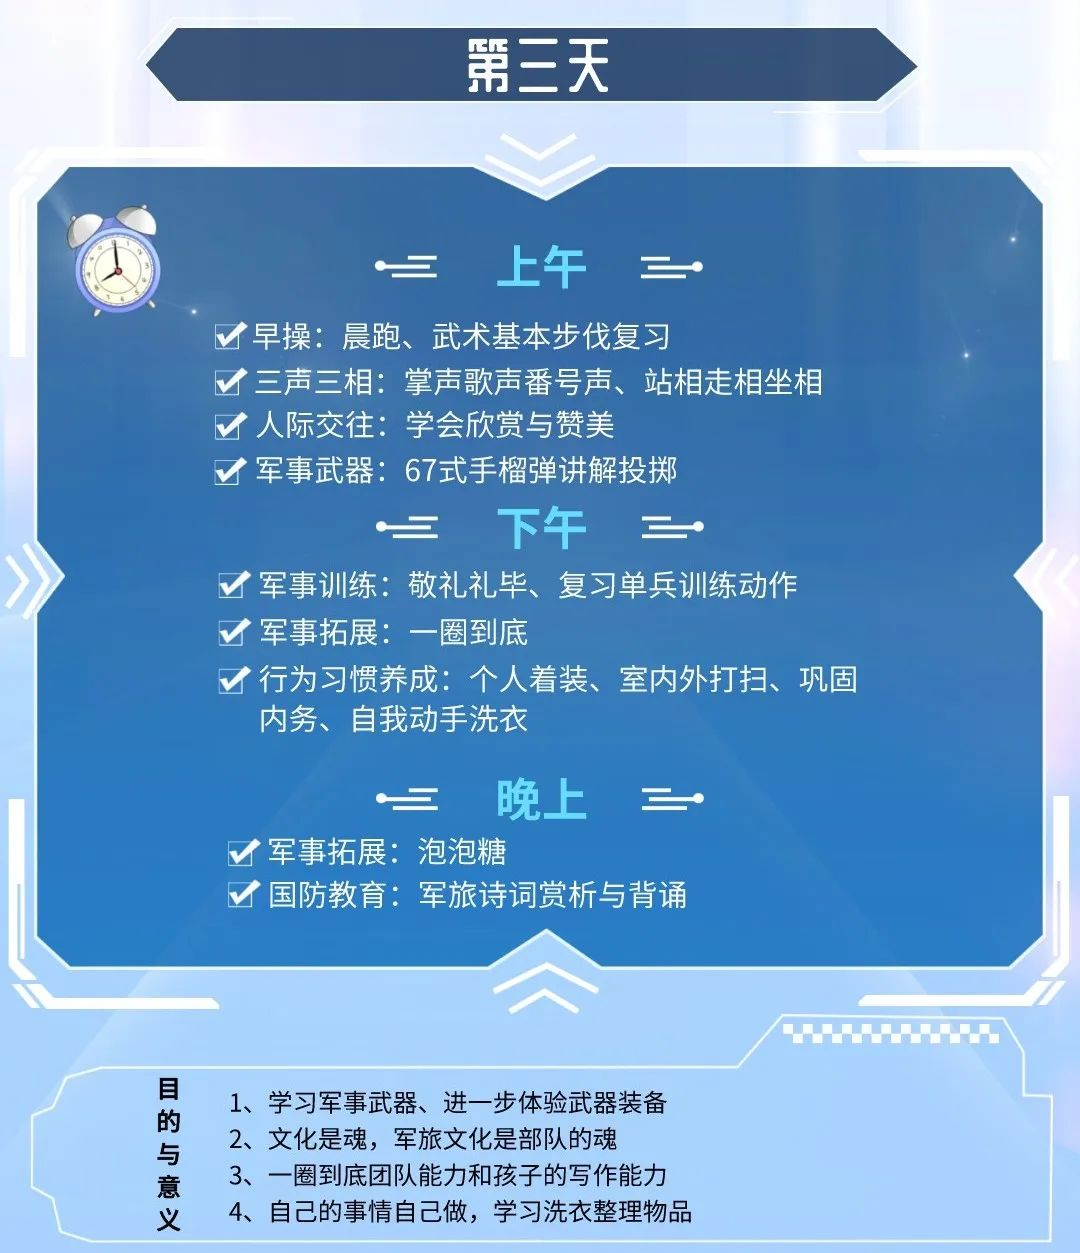 第三天
上午
早操：晨跑、武术基本步伐复习
三声三相：掌声歌声番号声、站相走相坐相
人际交往：学会欣赏与赞美
军事武器：67式手榴弹讲解投掷
下午
军事训练：敬礼礼毕、复习单兵训练动作
军事拓展：一圈到底
行为习惯养成：个人着装、室内外打扫、巩固
内务、自我动手洗衣
晚上
军事拓展：泡泡糖
国防教育：军旅诗词赏析与背诵
目的与意义
1、学习军事武器、进一步体验武器装备
2、文化是魂，军旅文化是部队的魂
3、一圈到底团队能力和孩子的写作能力
4、自己的事情自己做，学习洗衣整理物品